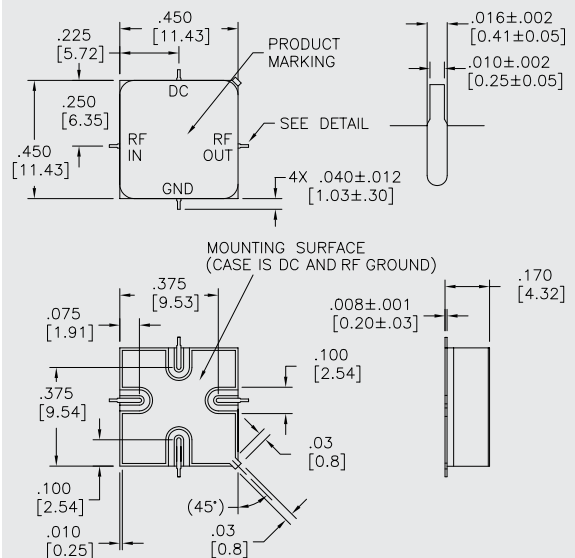 .450
[11.43]
.225
[5.72]
PRODUCT
MARKING
.016±.002
[0.41±0.05]
.010±.002
[0.25±0.05]
.250
[6.35]
.450
[11.43]
DC
RF
IN
RF
OUT
GND
SEE DETAIL
4X .040±.012
[1.03±.30]
MOUNTING SURFACE
(CASE IS DC AND RF GROUND)
.375
[9.53]
.075
[1.91]
.008±.001
[0.20±.03]
.170
[4.32]
.100
[2.54]
.375
[9.54]
.03
[0.8]
.100
[2.54]
(45°)
.010
[0.25]
.03
[0.8]